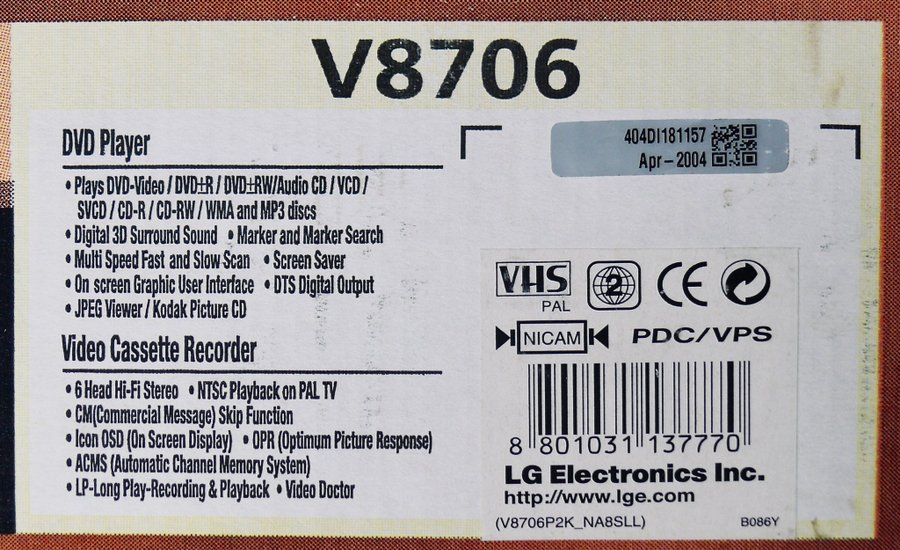 V8706
DVD Player
• Plays DVD-Video / DVD±R / DVD±RW/Audio CD / VCD /
SVCD / CD-R / CD-RW / WMA and MP3 discs
• Digital 3D Surround Sound • Marker and Marker Search
• Multi Speed Fast and Slow Scan • Screen Saver
• On screen Graphic User Interface • DTS Digital Output
• JPEG Viewer / Kodak Picture CD
Video Cassette Recorder
• 6 Head Hi-Fi Stereo • NTSC Playback on PAL TV
• CM(Commercial Message) Skip Function
• Icon OSD (On Screen Display) • OPR (Optimum Picture Response)
• ACMS (Automatic Channel Memory System)
• LP-Long Play-Recording & Playback • Video Doctor
404DI181157
Apr-2004
VHS 2 CE
PAL
NICAM PDC/VPS
8 801031 137770
LG Electronics Inc.
http://www.lge.com
(V8706P2K_NA8SLL) B086Y